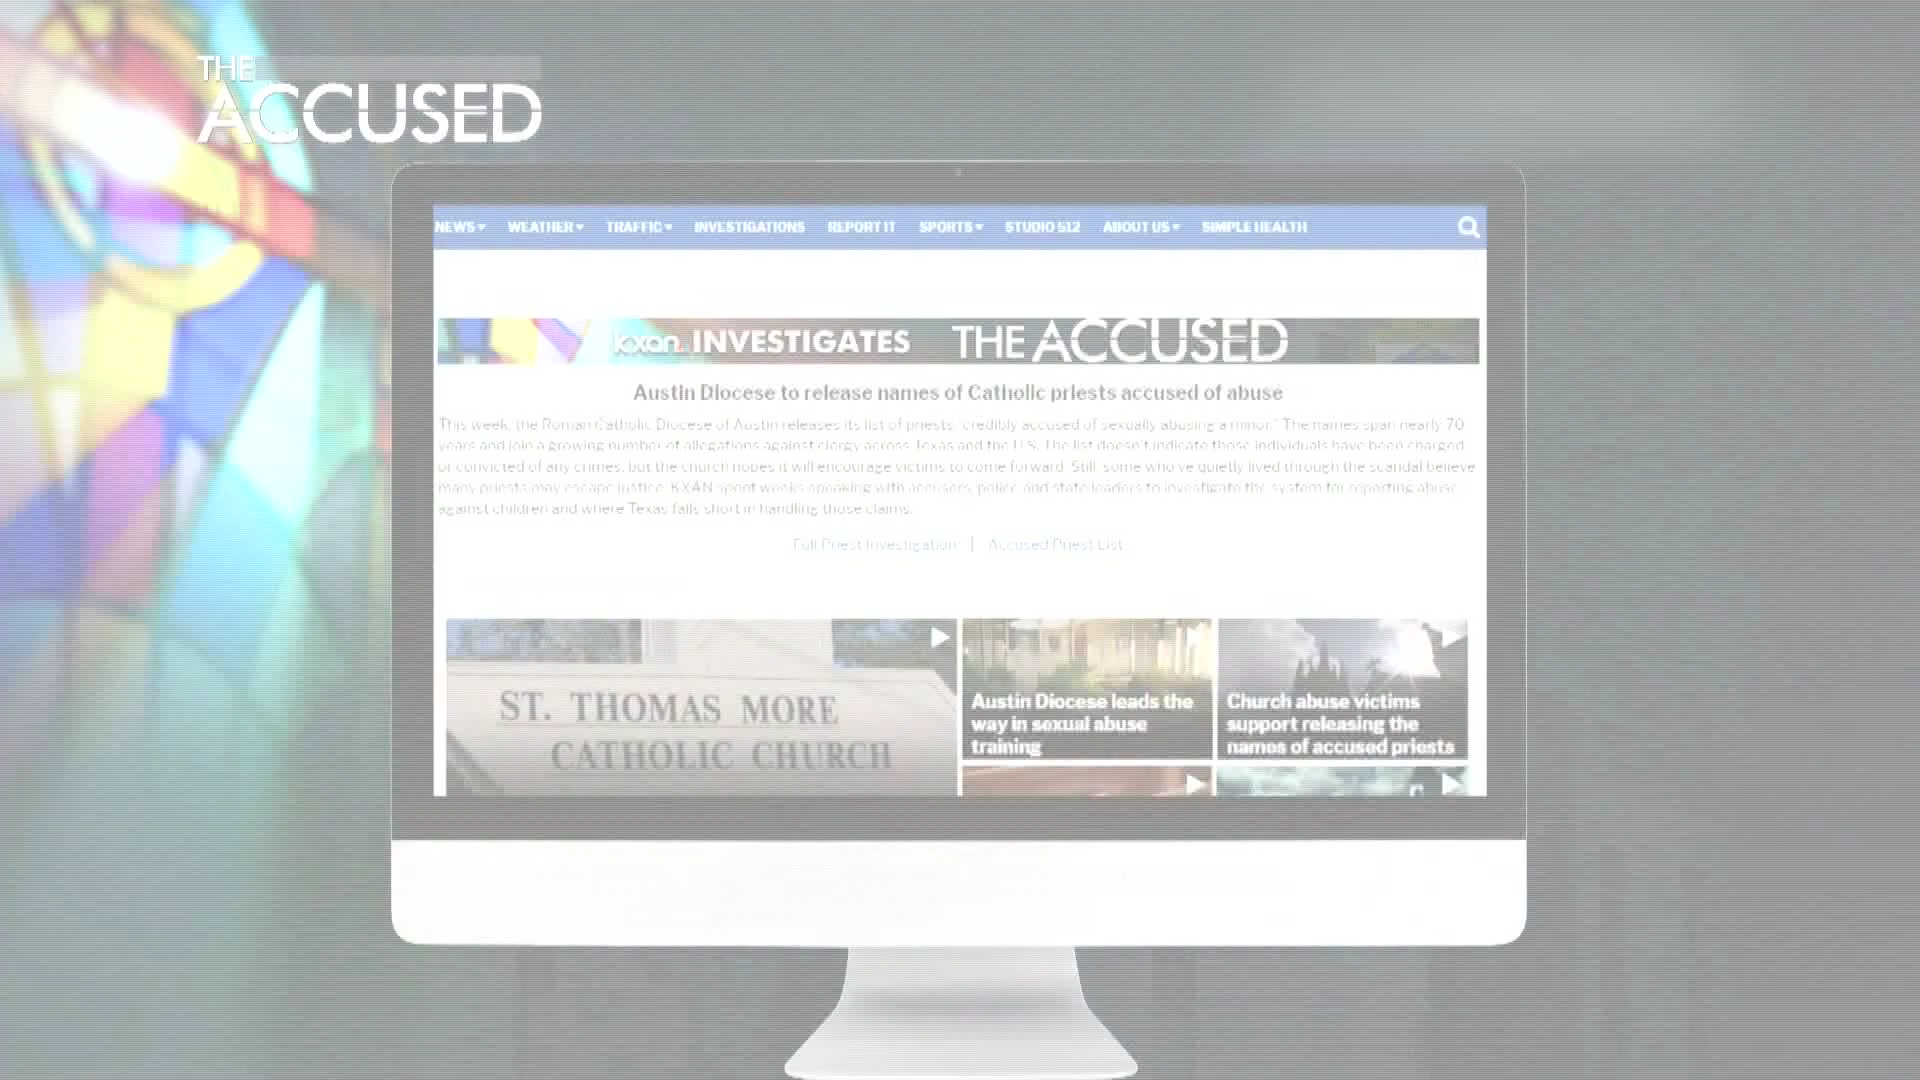 THE
ACCUSED
NEWS WEATHER TRAFFIC INVESTIGATIONS REPORT IT SPORTS STUDIO 512 ABOUT US SIMPLE HEALTH
kxan INVESTIGATES THE ACCUSED
Austin Diocese to release names of Catholic priests accused of abuse
This week, the Roman Catholic Diocese of Austin releases its list of priests "credibly accused of sexually abusing a minor." The names span nearly 70
years and join a growing number of allegations against clergy across Texas and the U.S. The list doesn't indicate those individuals have been charged
or convicted of any crimes, but the church hopes it will encourage victims to come forward. Still, some who've quietly lived through the scandal believe
many priests may escape justice. KXAN spent weeks speaking with accusers, police and state leaders to investigate the system for reporting abuse
against children and where Texas falls short in handling those claims.
Full Priest Investigation | Accused Priest List
ST. THOMAS MORE
CATHOLIC CHURCH
Austin Diocese leads the
way in sexual abuse
training
Church abuse victims
support releasing the
names of accused priests